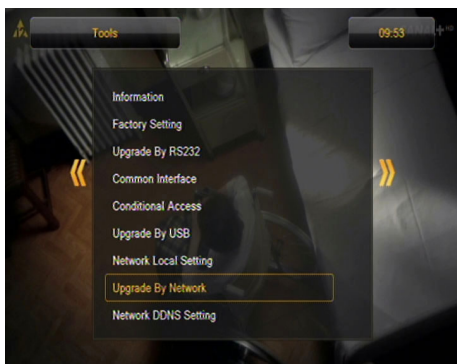 Tools
09:53
Information
Factory Setting
Upgrade By RS232
Common Interface
Conditional Access
Upgrade By USB
Network Local Setting
Upgrade By Network
Network DDNS Setting